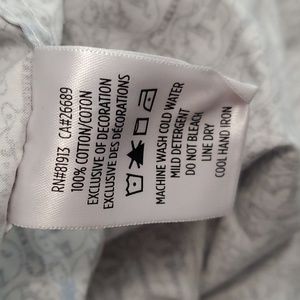 RN#81913 CA#26689
100% COTTON/COTON
EXCLUSIVE OF DECORATION
EXCLUSIVE DES DÉCORATIONS
MACHINE WASH COLD WATER
MILD DETERGENT
DO NOT BLEACH
LINE DRY
COOL HAND IRON